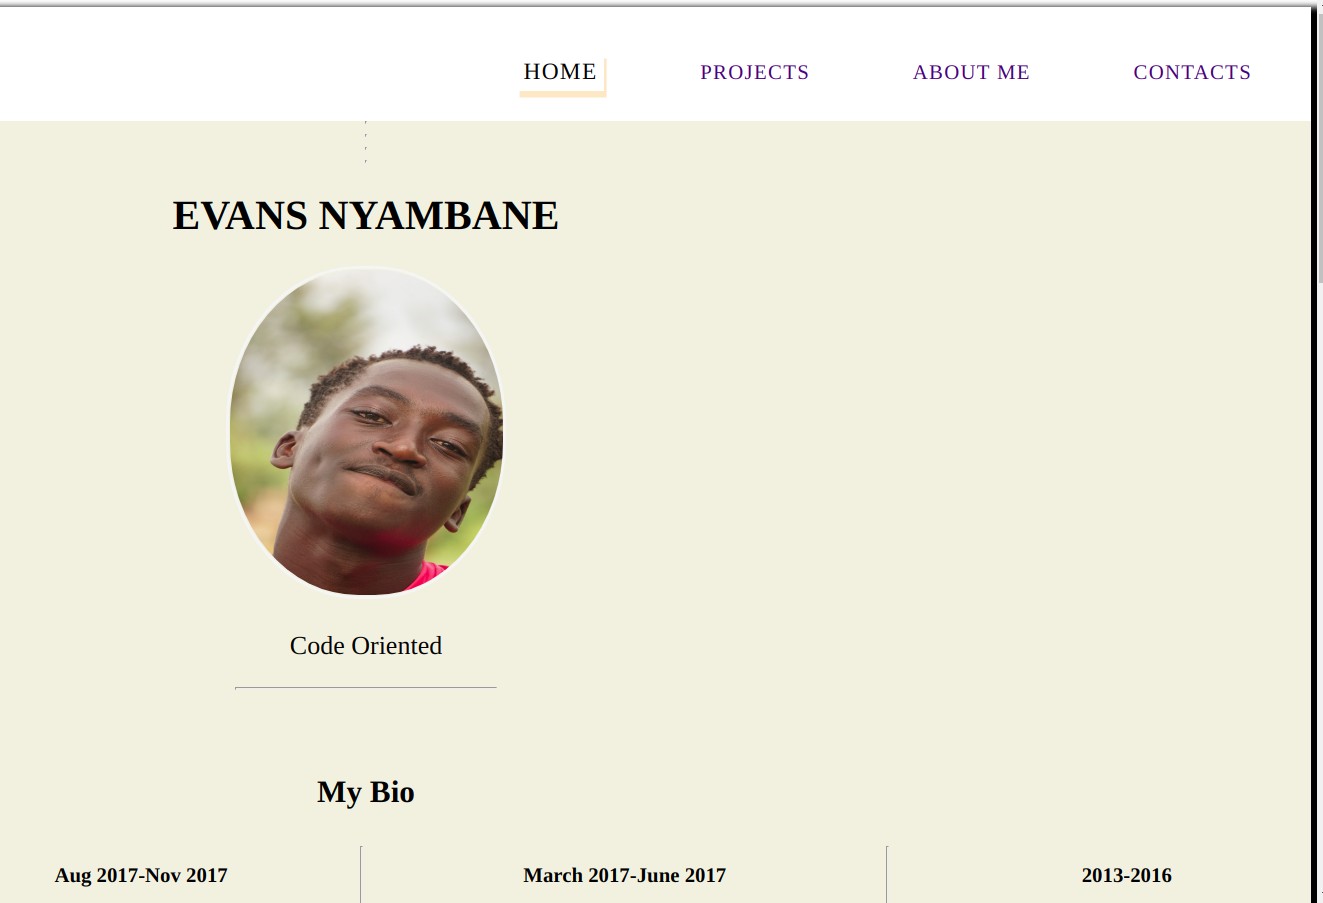 HOME PROJECTS ABOUT ME CONTACTS
EVANS NYAMBANE
Code Oriented
My Bio
Aug 2017-Nov 2017 March 2017-June 2017 2013-2016